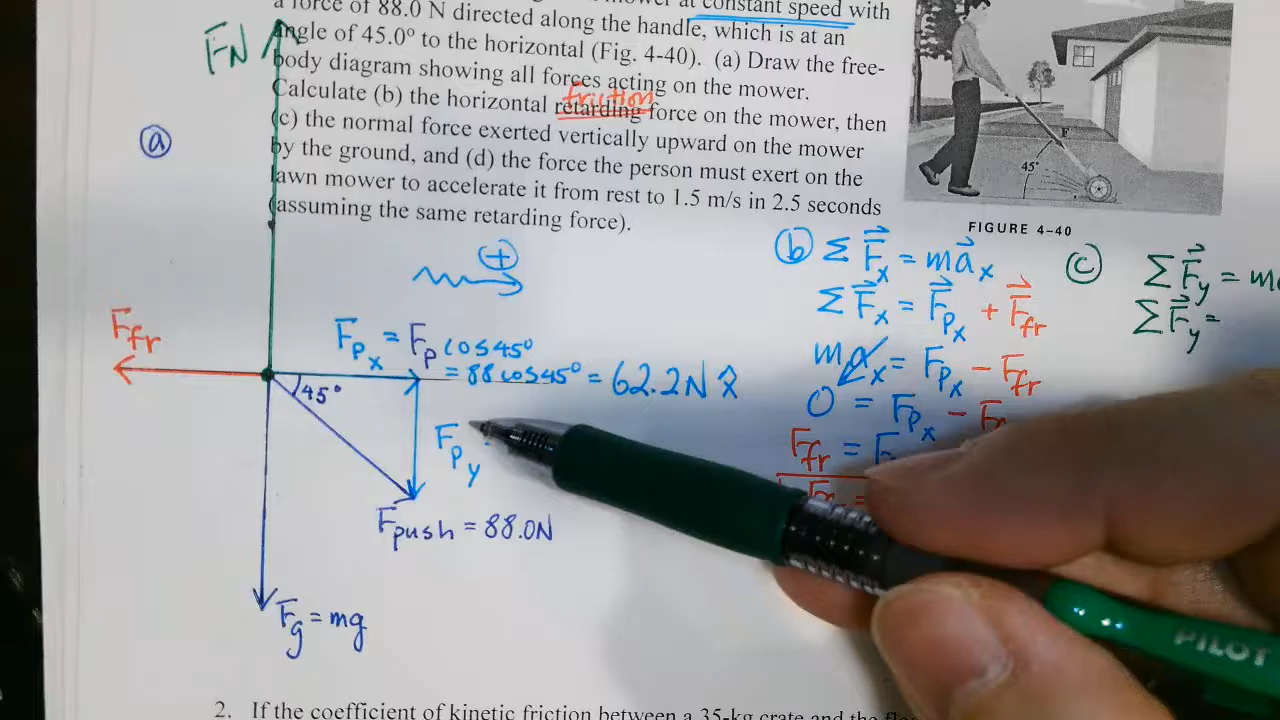 at constant speed with
a force of 88.0 N directed along the handle, which is at an
angle of 45.0° to the horizontal (Fig. 4-40). (a) Draw the free-
body diagram showing all forces acting on the mower.
friction
Calculate (b) the horizontal retarding force on the mower, then
(c) the normal force exerted vertically upward on the mower
by the ground, and (d) the force the person must exert on the
lawn mower to accelerate it from rest to 1.5 m/s in 2.5 seconds
(assuming the same retarding force).
F
45°
FIGURE 4-40
FN
a
+
Ffr
Fpx = Fp cos45°
= 88 cos45° = 62.2N x̂
45°
Fpy
Fpush = 88.0N
Fg = mg
b ΣFx = max
ΣFx = Fpx + Ffr
max = Fpx - Ffr
0 = Fpx - F
Ffr = F
c ΣFy = m
ΣFy =
PILOT
2. If the coefficient of kinetic friction between a 35-kg crate and the